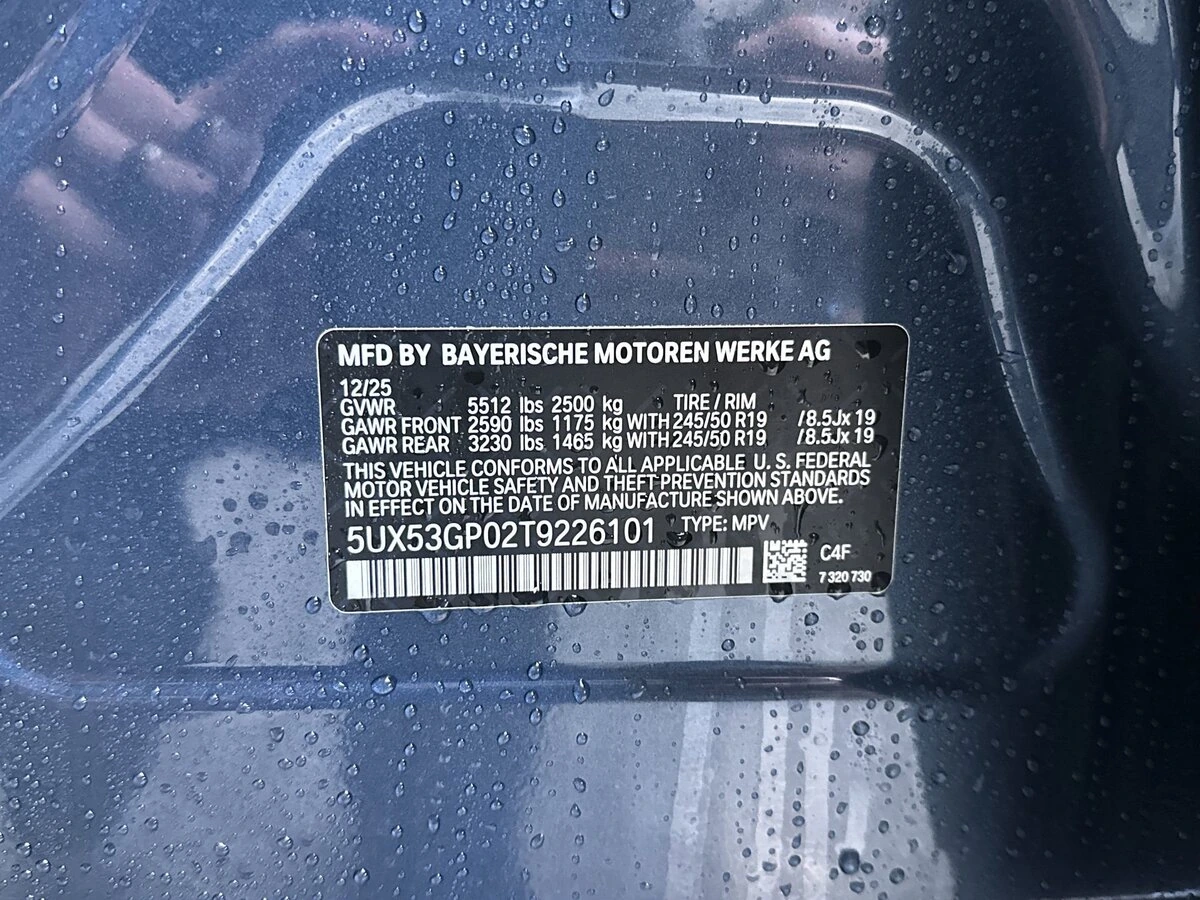 MFD BY BAYERISCHE MOTOREN WERKE AG
12/25
GVWR 5512 lbs 2500 kg TIRE / RIM
GAWR FRONT 2590 lbs 1175 kg WITH 245/50 R19 /8.5Jx 19
GAWR REAR 3230 lbs 1465 kg WITH 245/50 R19 /8.5Jx 19
THIS VEHICLE CONFORMS TO ALL APPLICABLE U. S. FEDERAL
MOTOR VEHICLE SAFETY AND THEFT PREVENTION STANDARDS
IN EFFECT ON THE DATE OF MANUFACTURE SHOWN ABOVE.
5UX53GP02T9226101 TYPE: MPV
C4F
7 320 730